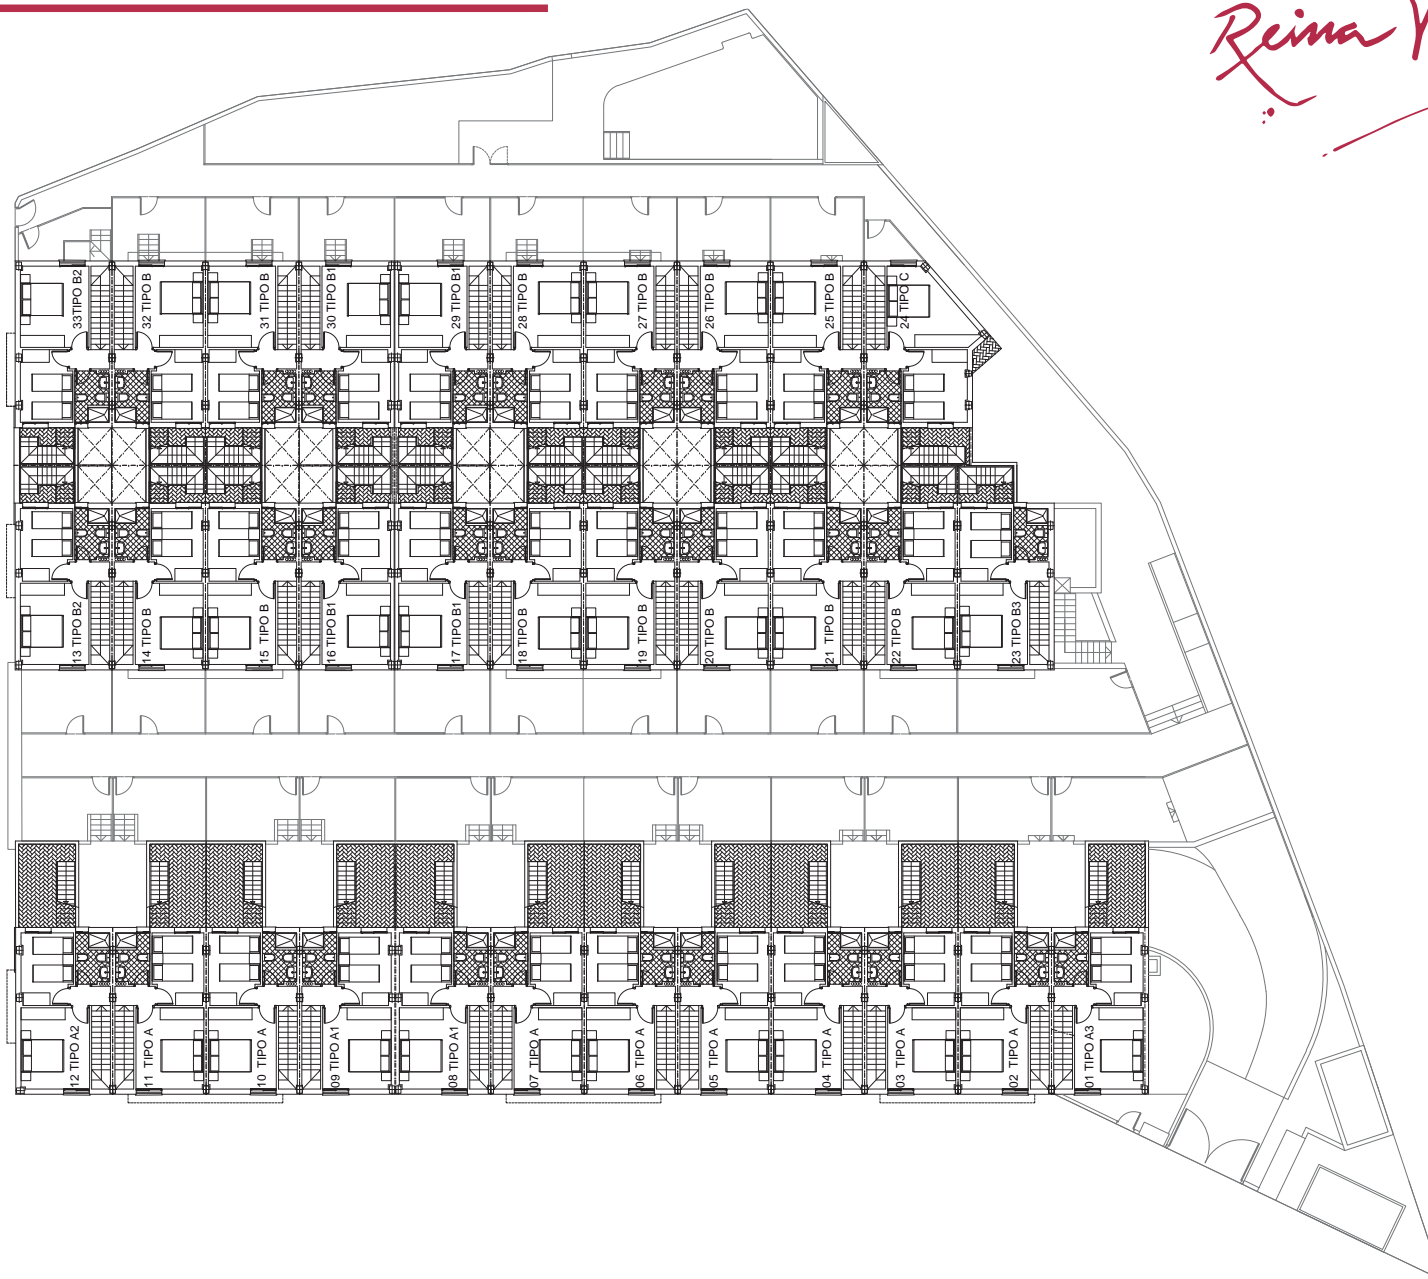 Reina
33TIPO B2
32 TIPO B
31 TIPO B
30 TIPO B1
29 TIPO B1
28 TIPO B
27 TIPO B
26 TIPO B
25 TIPO B
24 TIPO C
13 TIPO B2
14 TIPO B
15 TIPO B
16 TIPO B1
17 TIPO B1
18 TIPO B
19 TIPO B
20 TIPO B
21 TIPO B
22 TIPO B
23 TIPO B3
12 TIPO A2
11 TIPO A
10 TIPO A
09 TIPO A1
08 TIPO A1
07 TIPO A
06 TIPO A
05 TIPO A
04 TIPO A
03 TIPO A
02 TIPO A
01 TIPO A3